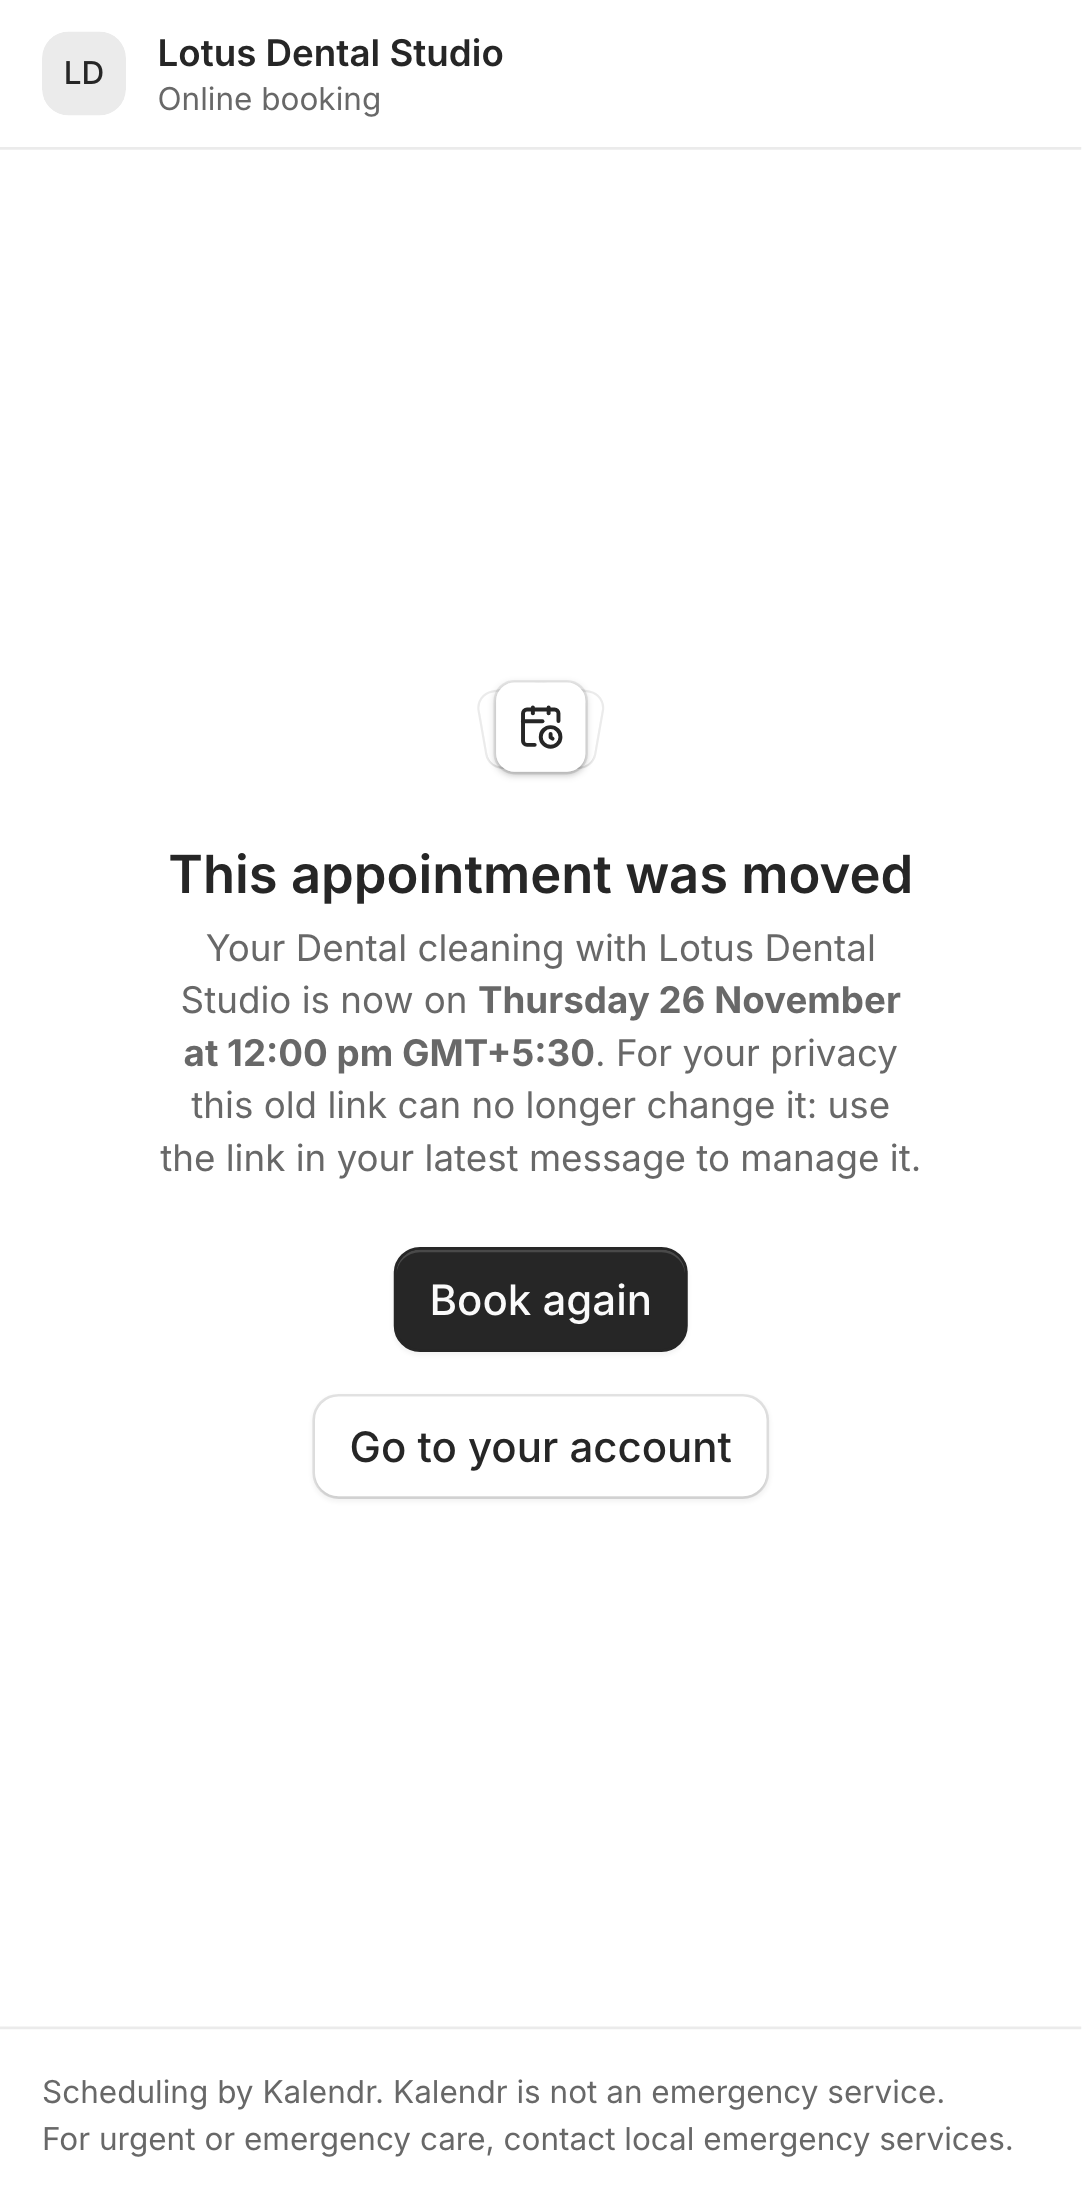 LD
Lotus Dental Studio
Online booking
This appointment was moved
Your Dental cleaning with Lotus Dental
Studio is now on Thursday 26 November
at 12:00 pm GMT+5:30. For your privacy
this old link can no longer change it: use
the link in your latest message to manage it.
Book again
Go to your account
Scheduling by Kalendr. Kalendr is not an emergency service.
For urgent or emergency care, contact local emergency services.